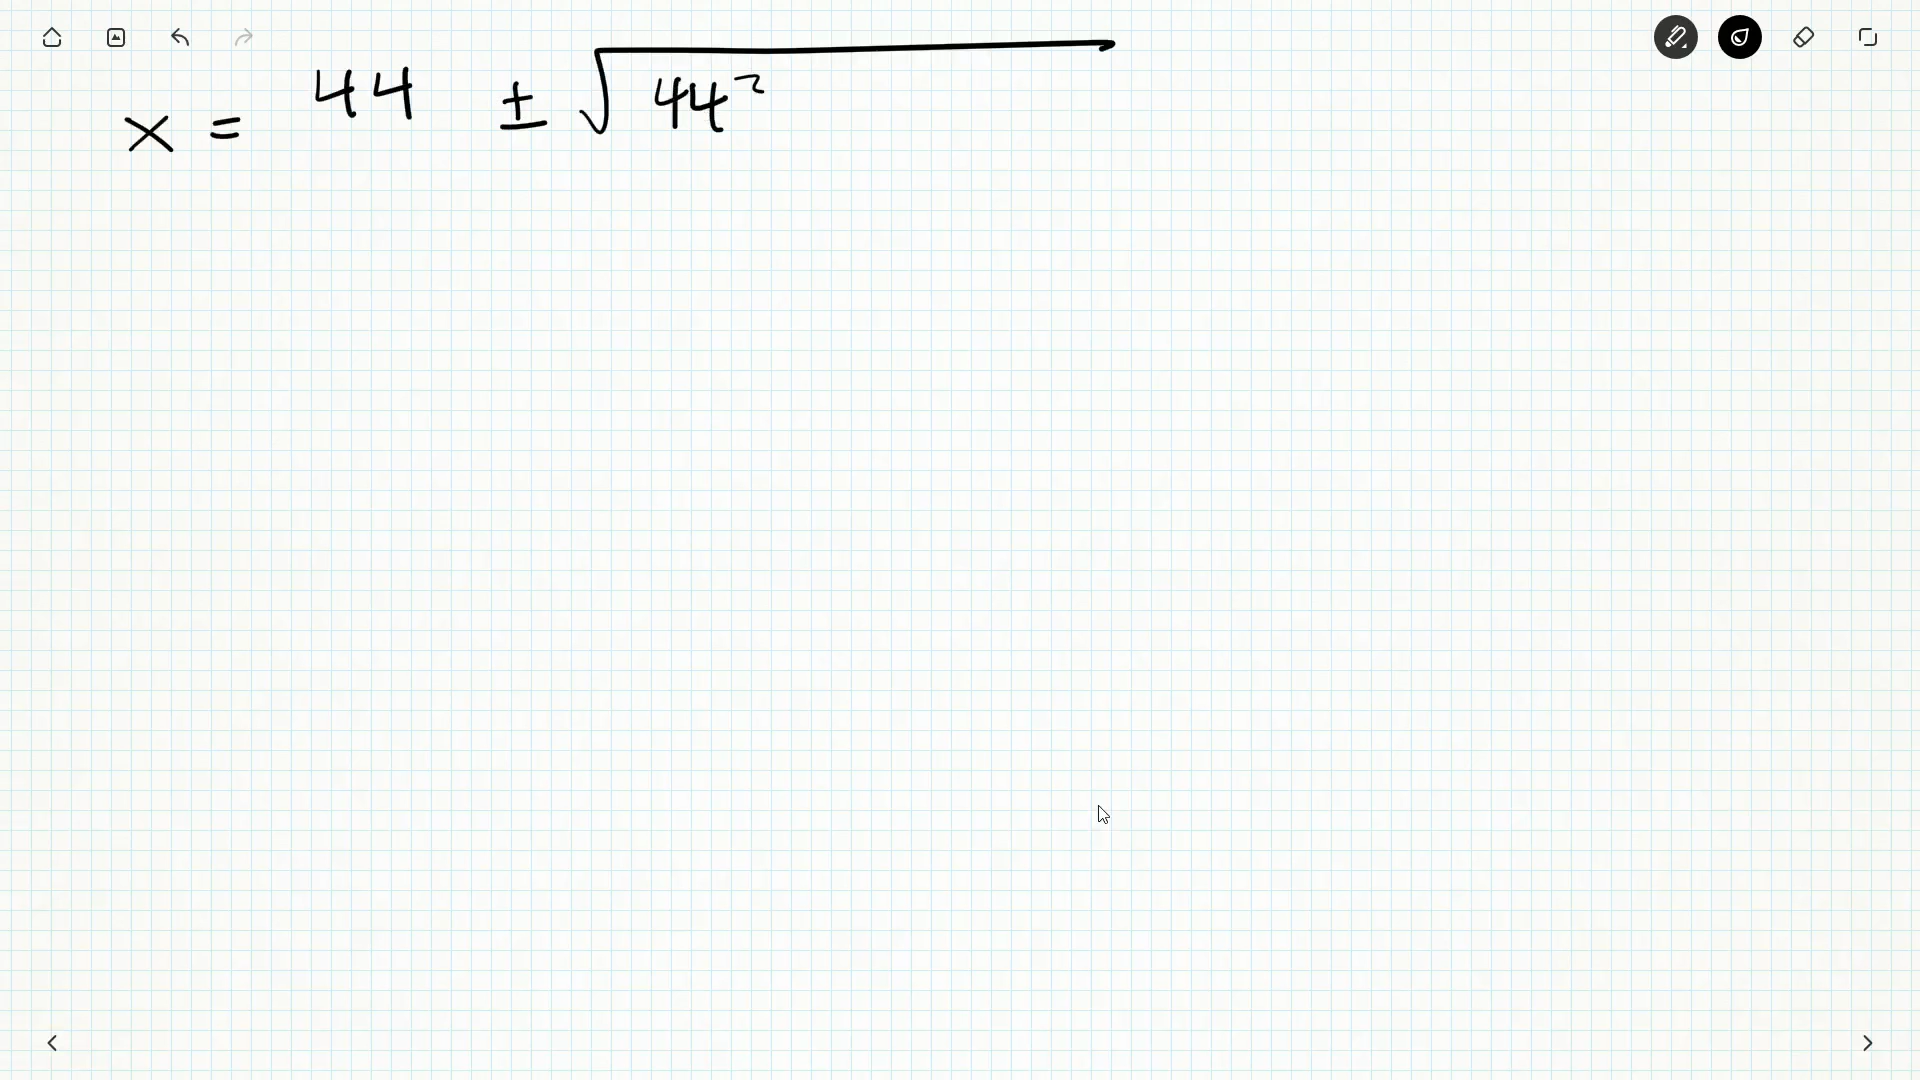 x = 44 ± √44²